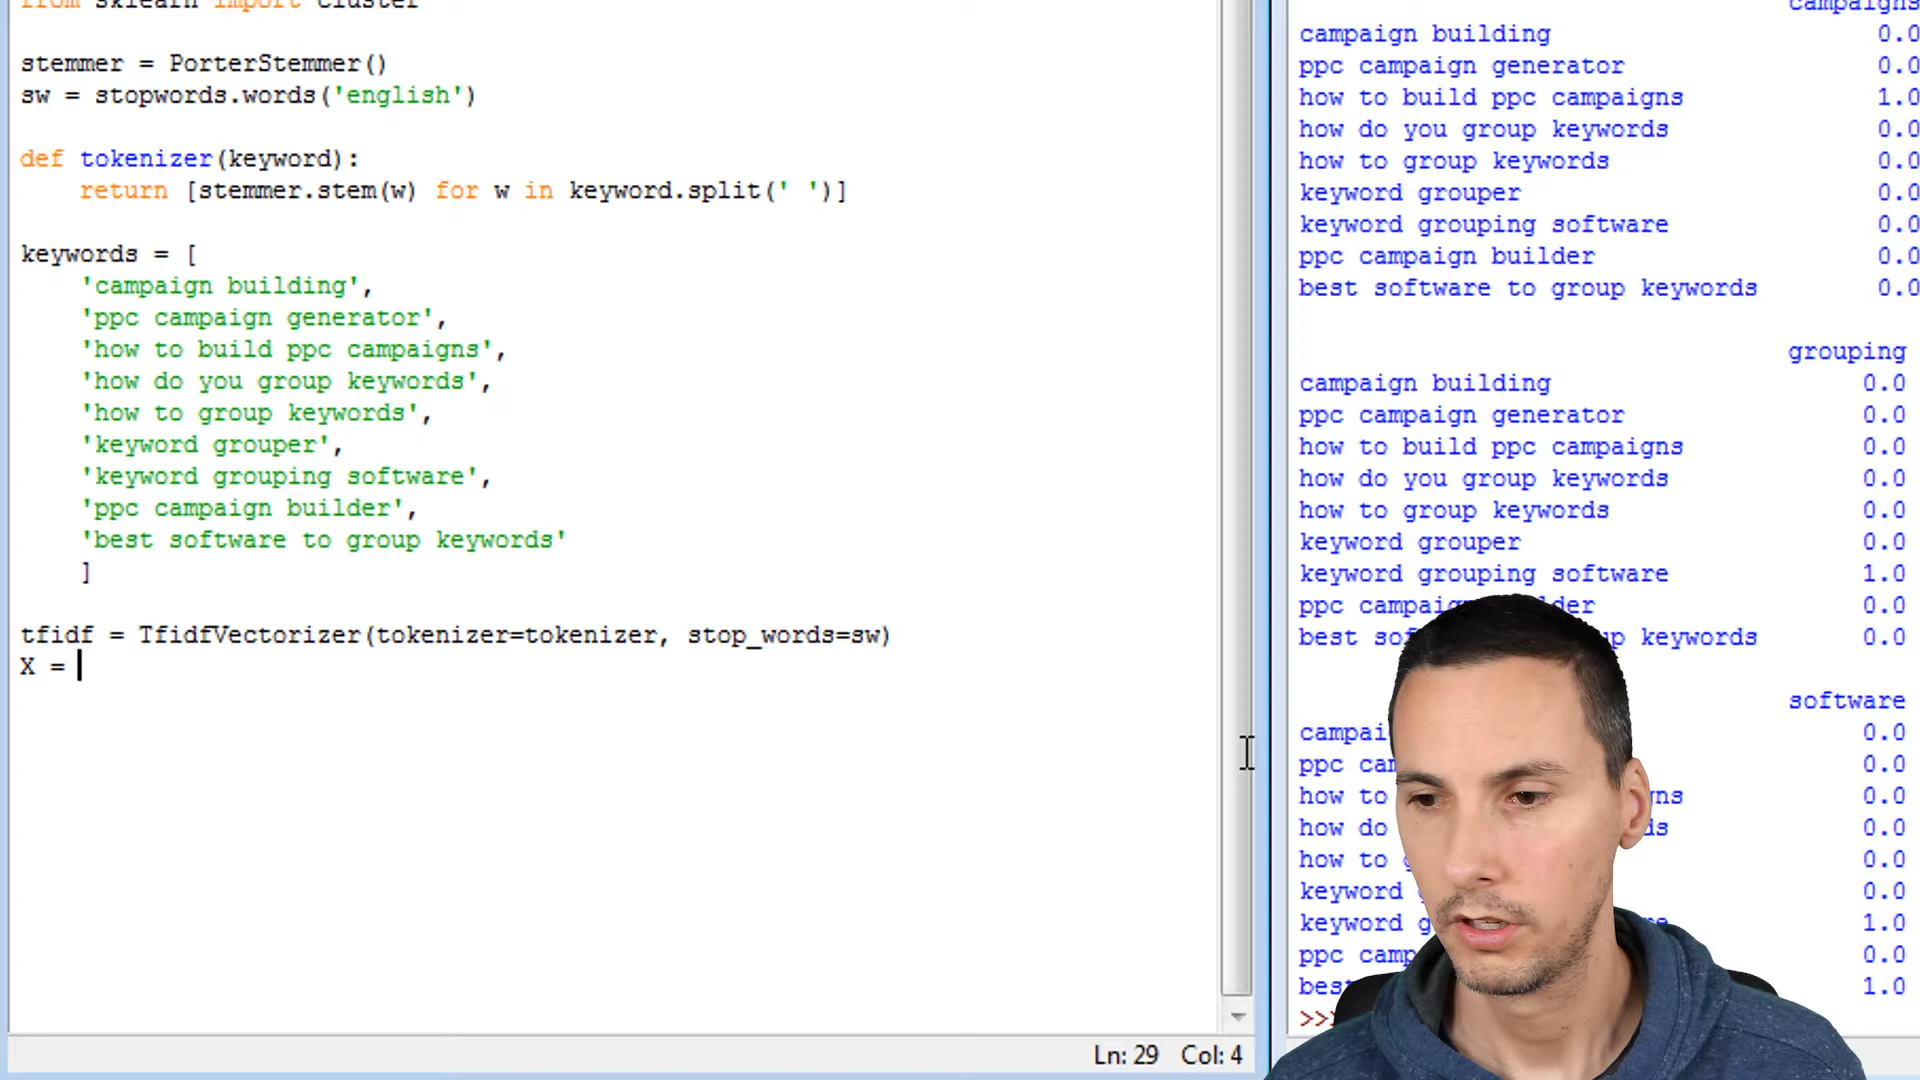 from sklearn import cluster
stemmer = PorterStemmer()
sw = stopwords.words('english')
def tokenizer(keyword):
return [stemmer.stem(w) for w in keyword.split(' ')]
keywords = [
'campaign building',
'ppc campaign generator',
'how to build ppc campaigns',
'how do you group keywords',
'how to group keywords',
'keyword grouper',
'keyword grouping software',
'ppc campaign builder',
'best software to group keywords'
]
tfidf = TfidfVectorizer(tokenizer=tokenizer, stop_words=sw)
X =
Ln: 29 Col: 4
campaigns
campaign building 0.0
ppc campaign generator 0.0
how to build ppc campaigns 1.0
how do you group keywords 0.0
how to group keywords 0.0
keyword grouper 0.0
keyword grouping software 0.0
ppc campaign builder 0.0
best software to group keywords 0.0
grouping
campaign building 0.0
ppc campaign generator 0.0
how to build ppc campaigns 0.0
how do you group keywords 0.0
how to group keywords 0.0
keyword grouper 0.0
keyword grouping software 1.0
ppc 0.0
best keywords 0.0
software
0.0
ppc 0.0
how to 0.0
how do 0.0
how to 0.0
keyword 0.0
keyword 1.0
ppc 0.0
1.0
>>